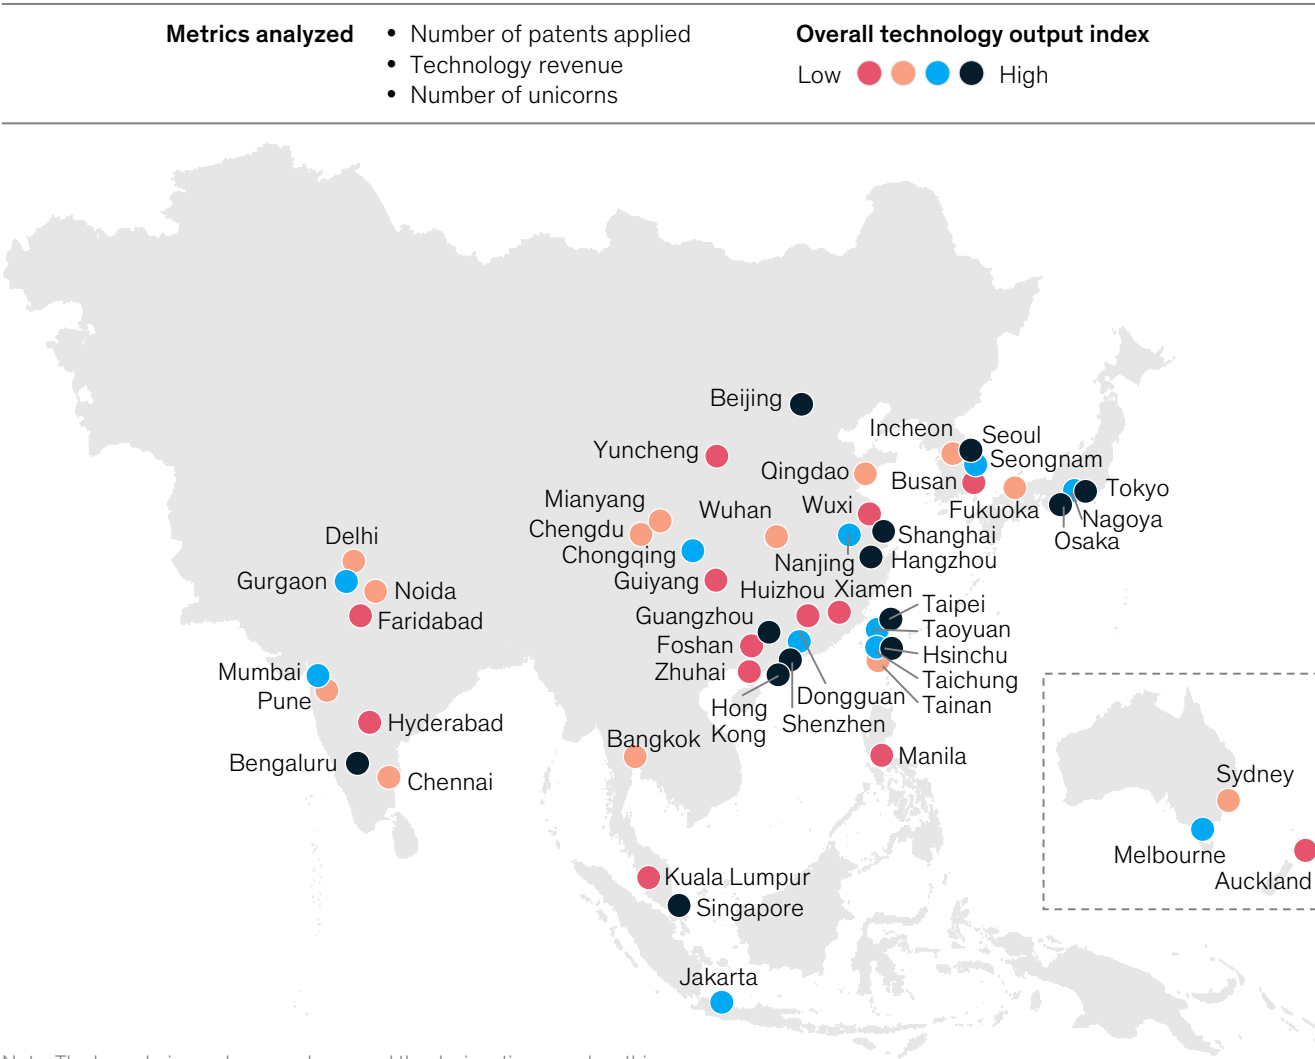 Metrics analyzed
• Number of patents applied
• Technology revenue
• Number of unicorns
Overall technology output index
Low
High
Beijing
Yuncheng
Incheon
Seoul
Seongnam
Qingdao
Busan
Tokyo
Fukuoka
Nagoya
Osaka
Mianyang
Wuhan
Wuxi
Chengdu
Shanghai
Chongqing
Nanjing
Hangzhou
Guiyang
Huizhou
Xiamen
Delhi
Gurgaon
Noida
Faridabad
Guangzhou
Taipei
Taoyuan
Foshan
Hsinchu
Zhuhai
Taichung
Dongguan
Tainan
Hong
Kong
Shenzhen
Mumbai
Pune
Hyderabad
Bangkok
Bengaluru
Chennai
Manila
Sydney
Melbourne
Auckland
Kuala Lumpur
Singapore
Jakarta